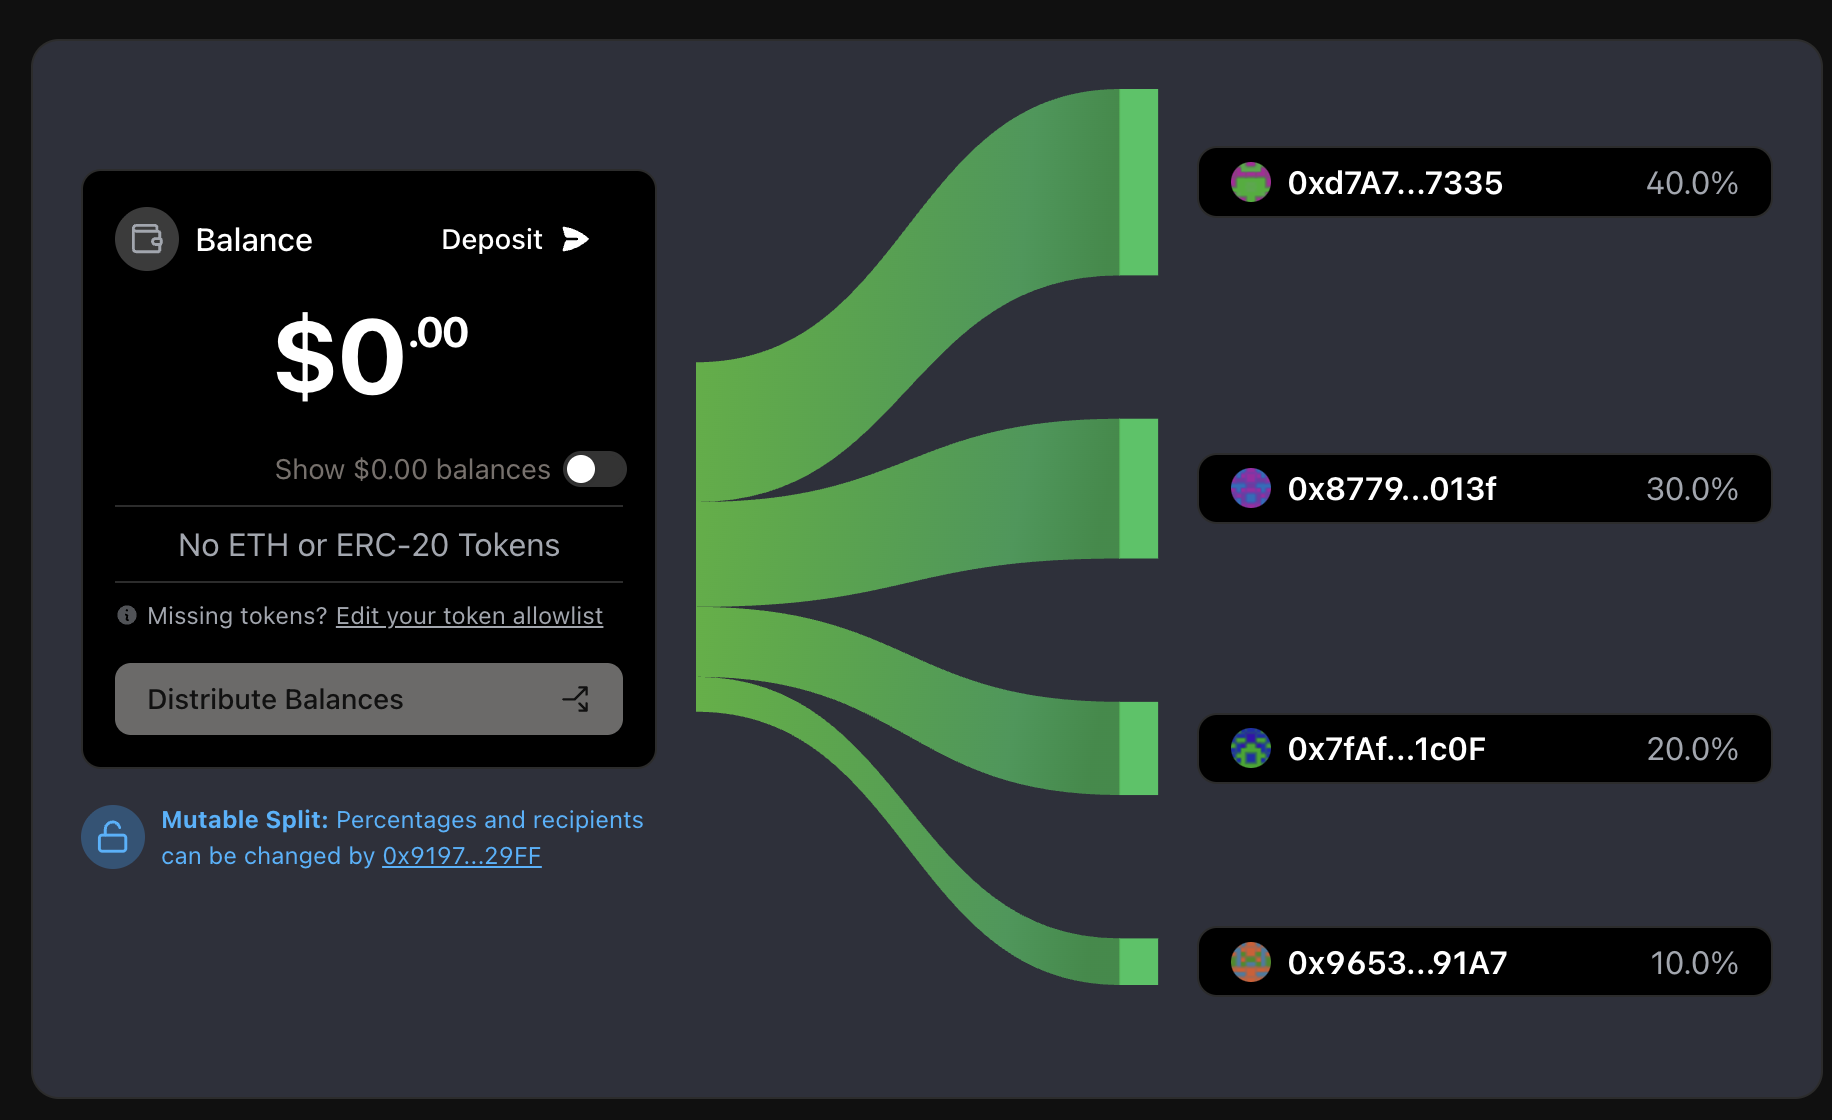 Balance
Deposit
$0.00
Show $0.00 balances
No ETH or ERC-20 Tokens
Missing tokens? Edit your token allowlist
Distribute Balances
Mutable Split: Percentages and recipients
can be changed by 0x9197...29FF
0xd7A7...7335 40.0%
0x8779...013f 30.0%
0x7fAf...1c0F 20.0%
0x9653...91A7 10.0%